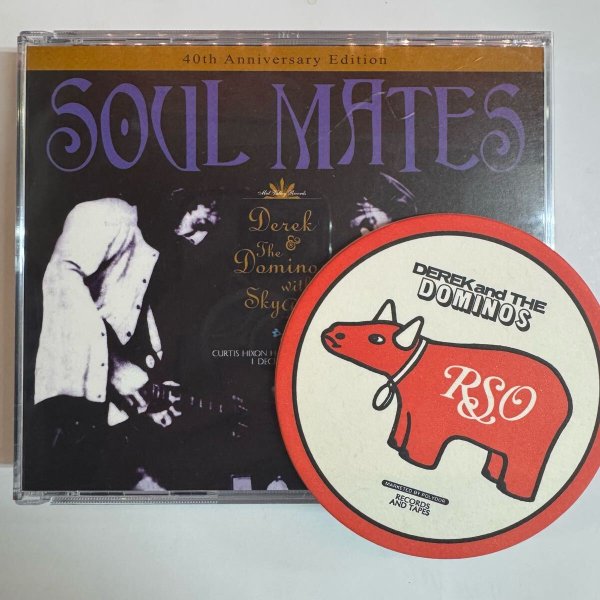 40th Anniversary Edition
SOUL MATES
Mid Valley Records
Derek
&
The
Domino
with
Sky
CURTIS HIXON H
1 DEC
DEREK and THE
DOMINOS
RSO
MARKETED BY POLYDOR
RECORDS
AND TAPES